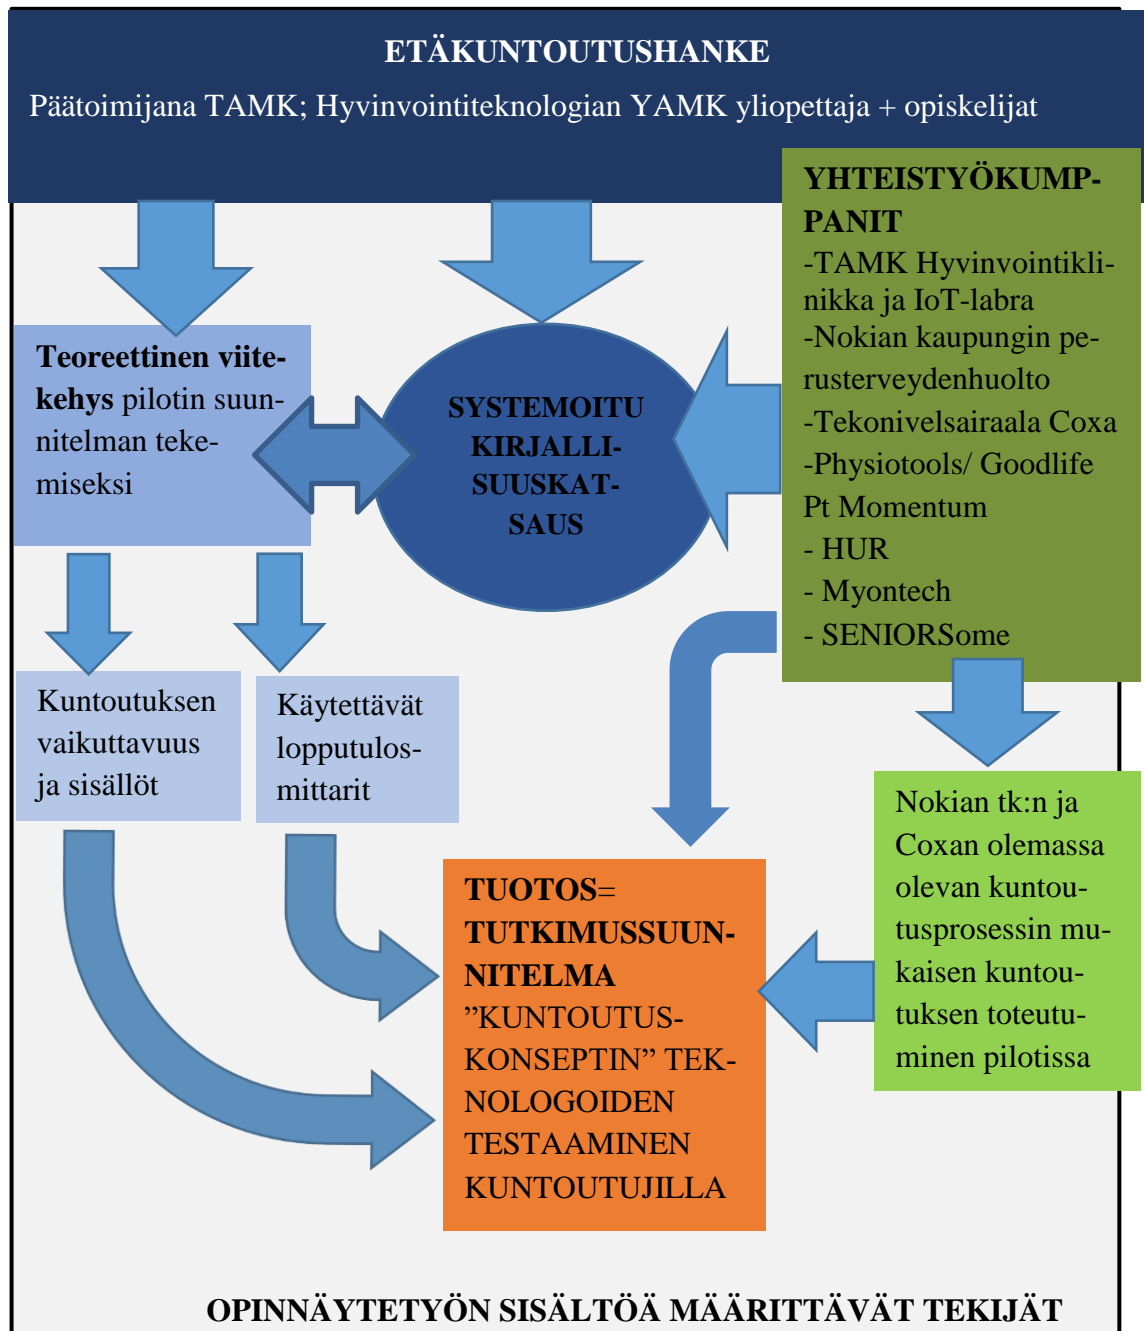 ETÄKUNTOUTUSHANKE
Päätoimijana TAMK; Hyvinvointiteknologian YAMK yliopettaja + opiskelijat
YHTEISTYÖKUMP-
PANIT
-TAMK Hyvinvointikli-
nikka ja IoT-labra
-Nokian kaupungin pe-
rusterveydenhuolto
-Tekonivelsairaala Coxa
-Physiotools/ Goodlife
Pt Momentum
- HUR
- Myontech
- SENIORSome
Teoreettinen viite-
kehys pilotin suun-
nitelman teke-
miseksi
SYSTEMOITU
KIRJALLI-
SUUSKAT-
SAUS
Kuntoutuksen
vaikuttavuus
ja sisällöt
Käytettävät
lopputulos-
mittarit
Nokian tk:n ja
Coxan olemassa
olevan kuntou-
tusprosessin mu-
kaisen kuntou-
tuksen toteutu-
minen pilotissa
TUOTOS=
TUTKIMUSSUUN-
NITELMA
”KUNTOUTUS-
KONSEPTIN” TEK-
NOLOGOIDEN
TESTAAMINEN
KUNTOUTUJILLA
OPINNÄYTETYÖN SISÄLTÖÄ MÄÄRITTÄVÄT TEKIJÄT